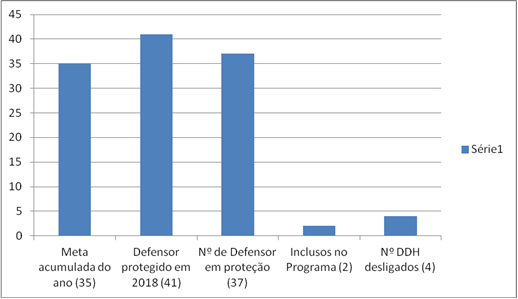 45
40
35
30
25
20
15
10
5
0
Série1
Meta
acumulada do
ano (35)
Defensor
protegido em
2018 (41)
Nº de Defensor
em proteção
(37)
Inclusos no
Programa (2)
Nº DDH
desligados (4)